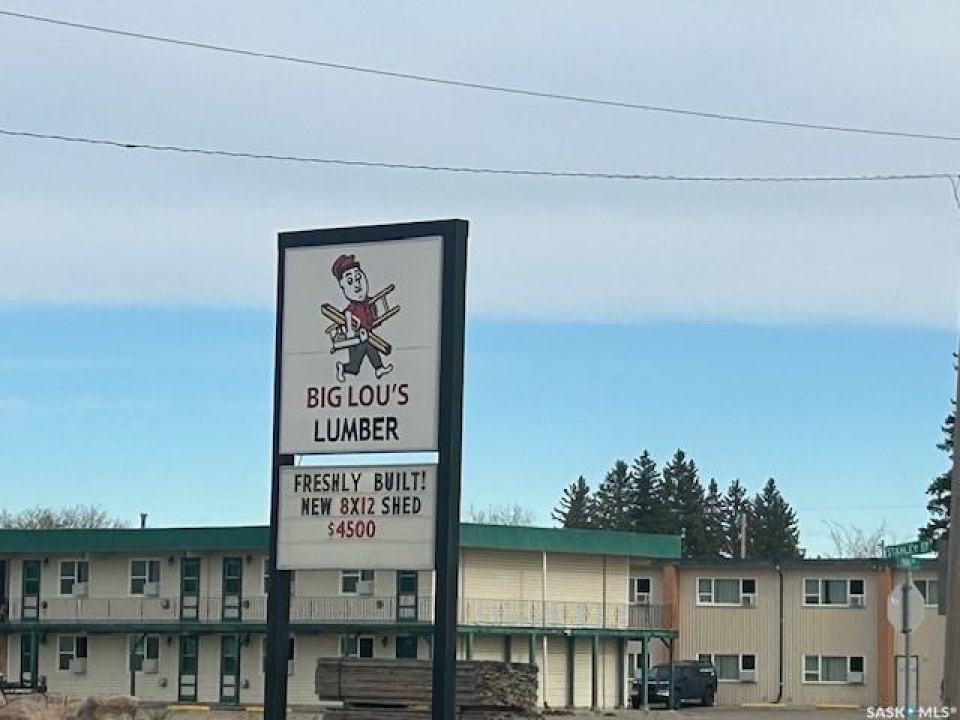 BIG LOU'S
LUMBER
FRESHLY BUILT!
NEW 8X12 SHED
$4500
STANLEY
SASK MLS®